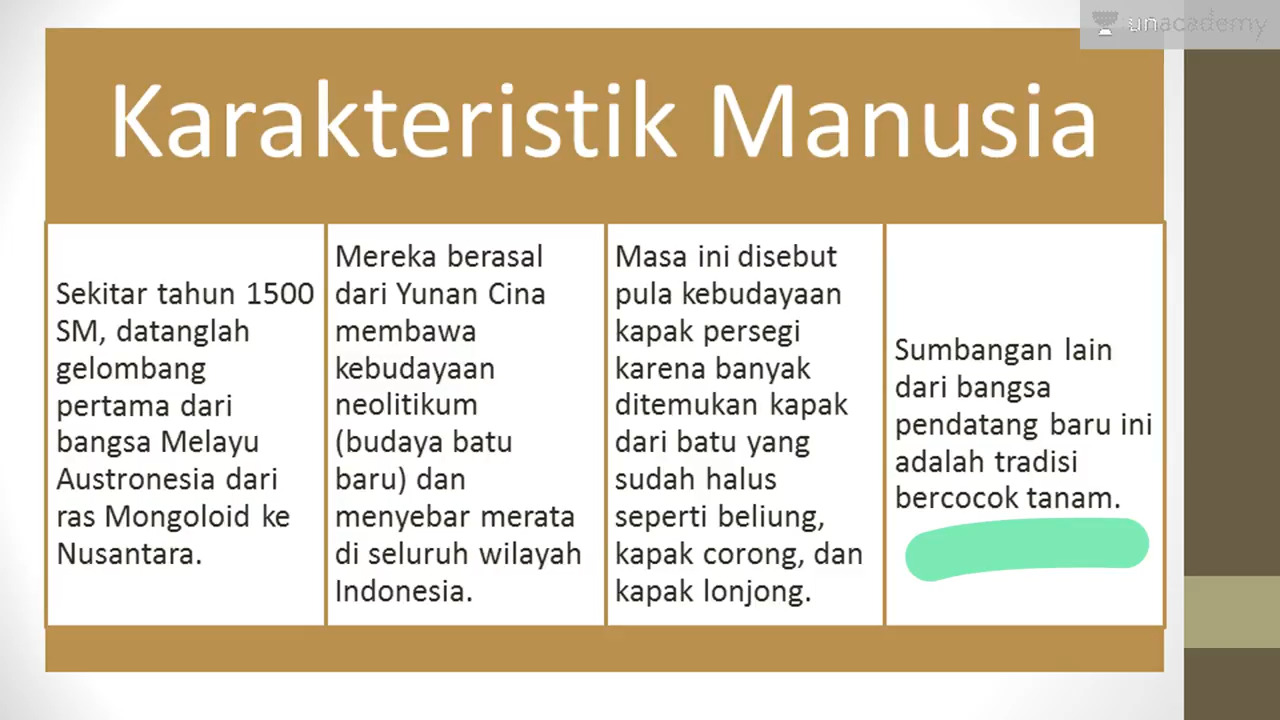 unacademy
Karakteristik Manusia
Sekitar tahun 1500
SM, datanglah
gelombang
pertama dari
bangsa Melayu
Austronesia dari
ras Mongoloid ke
Nusantara.
Mereka berasal
dari Yunan Cina
membawa
kebudayaan
neolitikum
(budaya batu
baru) dan
menyebar merata
di seluruh wilayah
Indonesia.
Masa ini disebut
pula kebudayaan
kapak persegi
karena banyak
ditemukan kapak
dari batu yang
sudah halus
seperti beliung,
kapak corong, dan
kapak lonjong.
Sumbangan lain
dari bangsa
pendatang baru ini
adalah tradisi
bercocok tanam.